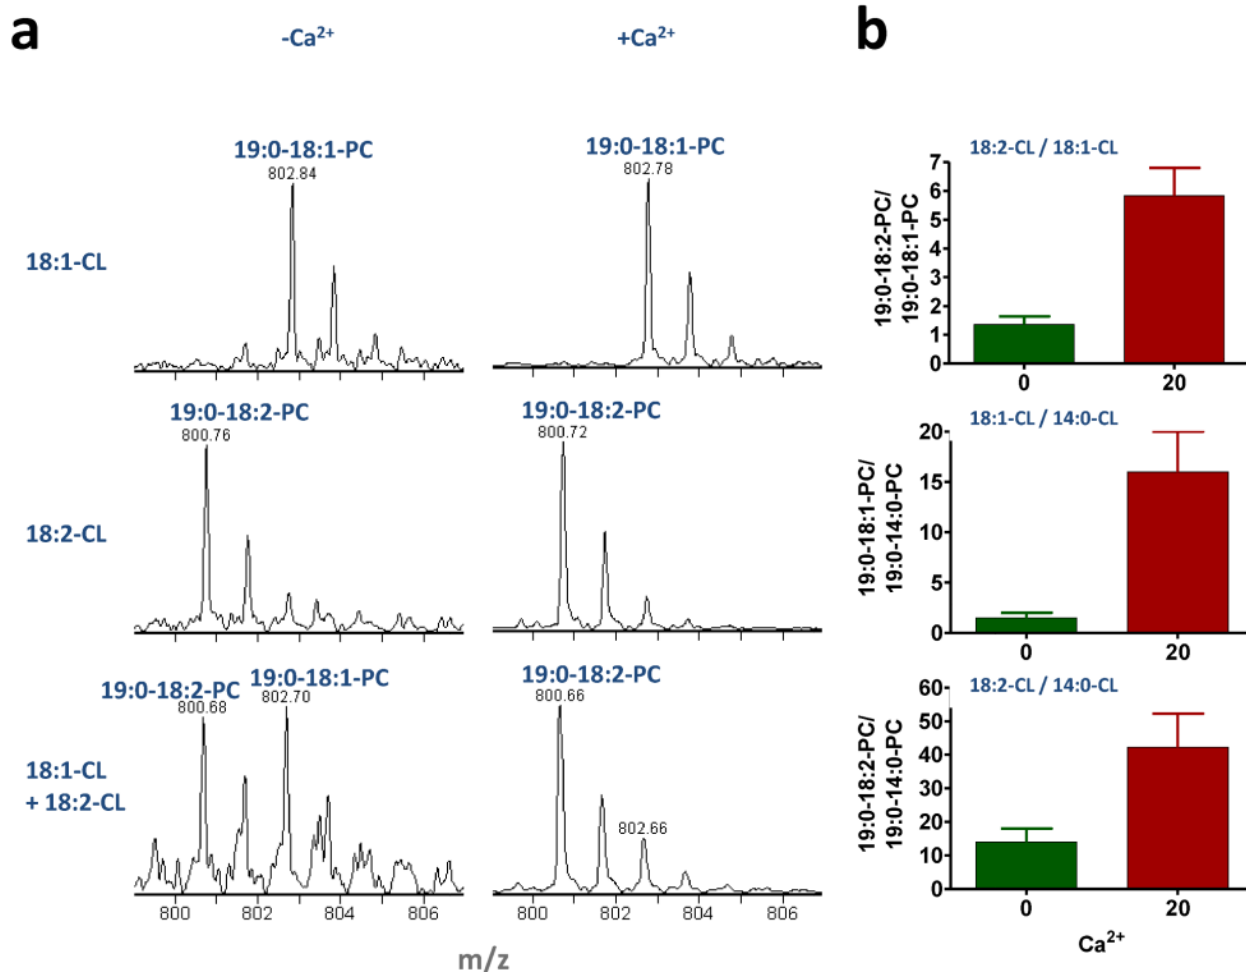 a
-Ca²⁺
+Ca²⁺
18:1-CL
19:0-18:1-PC
802.84
19:0-18:1-PC
802.78
18:2-CL
19:0-18:2-PC
800.76
19:0-18:2-PC
800.72
18:1-CL
+ 18:2-CL
19:0-18:2-PC
800.68
19:0-18:1-PC
802.70
19:0-18:2-PC
800.66
802.66
800 802 804 806
800 802 804 806
m/z
b
18:2-CL / 18:1-CL
19:0-18:2-PC/
19:0-18:1-PC
7
6
5
4
3
2
1
0
0 20
18:1-CL / 14:0-CL
19:0-18:1-PC/
19:0-14:0-PC
20
15
10
5
0
0 20
18:2-CL / 14:0-CL
19:0-18:2-PC/
19:0-14:0-PC
60
50
40
30
20
10
0
0 20
Ca²⁺